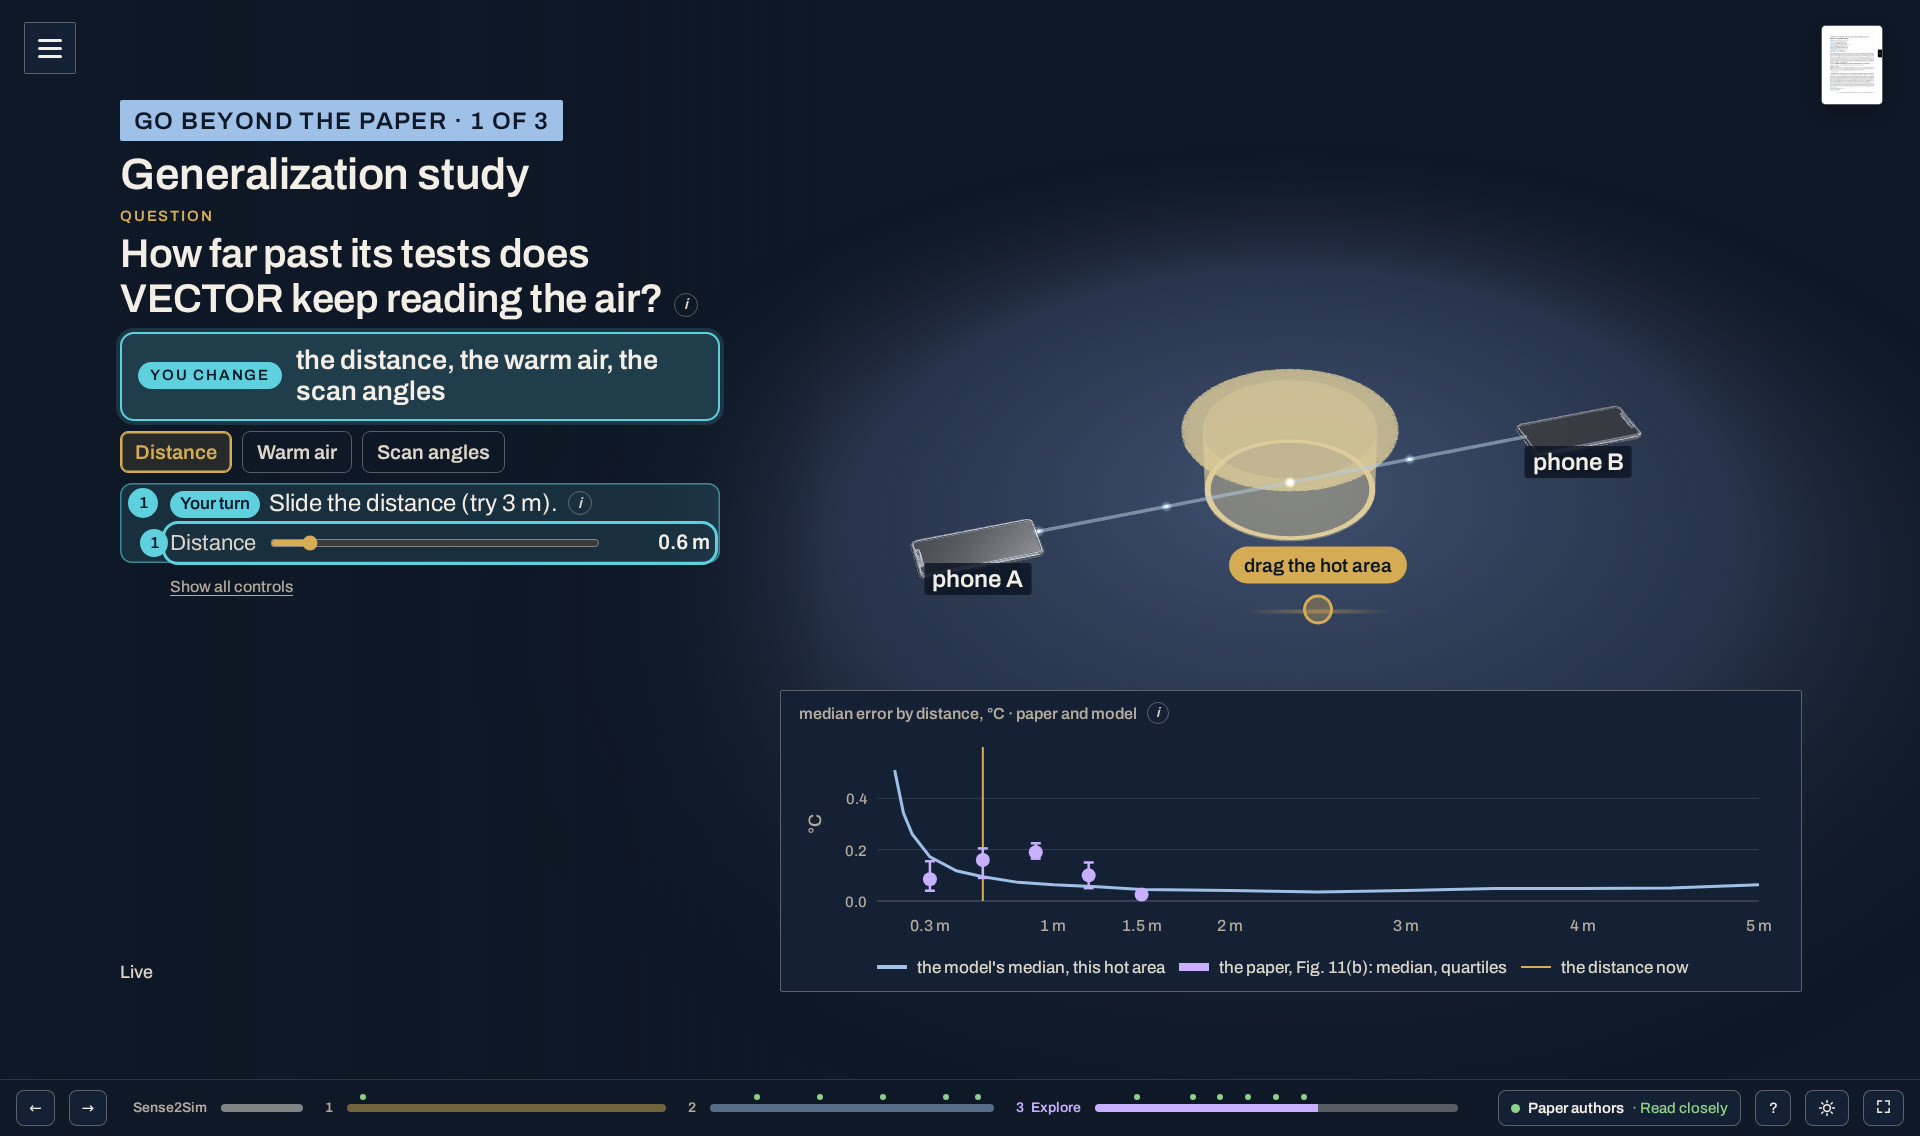 GO BEYOND THE PAPER · 1 OF 3
Generalization study
QUESTION
How far past its tests does
VECTOR keep reading the air? i
YOU CHANGE
the distance, the warm air, the
scan angles
Distance
Warm air
Scan angles
1 Your turn Slide the distance (try 3 m). i
1 Distance 0.6 m
Show all controls
phone B
phone A
drag the hot area
median error by distance, °C · paper and model i
°C
0.4
0.2
0.0
0.3 m 1 m 1.5 m 2 m 3 m 4 m 5 m
the model's median, this hot area the paper, Fig. 11(b): median, quartiles the distance now
Live
← → Sense2Sim 1 2 3 Explore Paper authors · Read closely ?